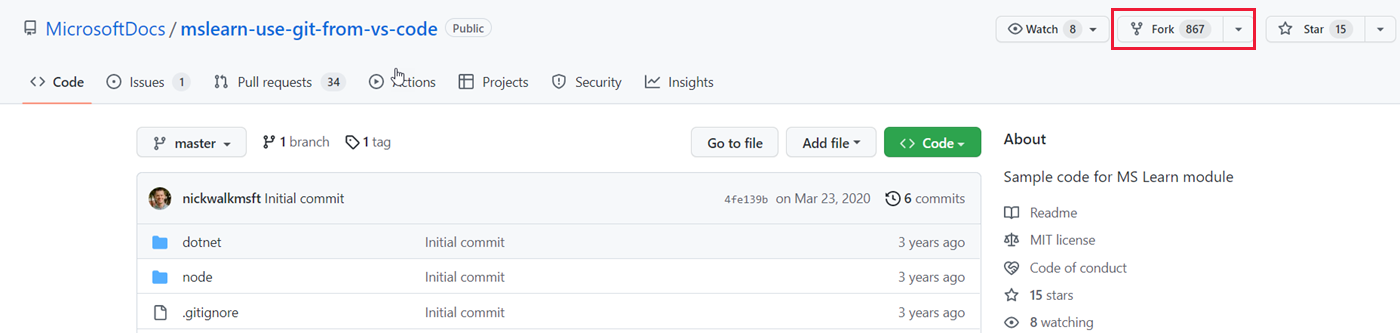 MicrosoftDocs / mslearn-use-git-from-vs-code Public Watch 8 Fork 867 Star 15
Code Issues 1 Pull requests 34 Actions Projects Security Insights
master 1 branch 1 tag Go to file Add file Code
About
Sample code for MS Learn module
nickwalkmsft Initial commit 4fe139b on Mar 23, 2020 6 commits
Readme
dotnet Initial commit 3 years ago
MIT license
Code of conduct
node Initial commit 3 years ago
15 stars
.gitignore Initial commit 3 years ago
8 watching